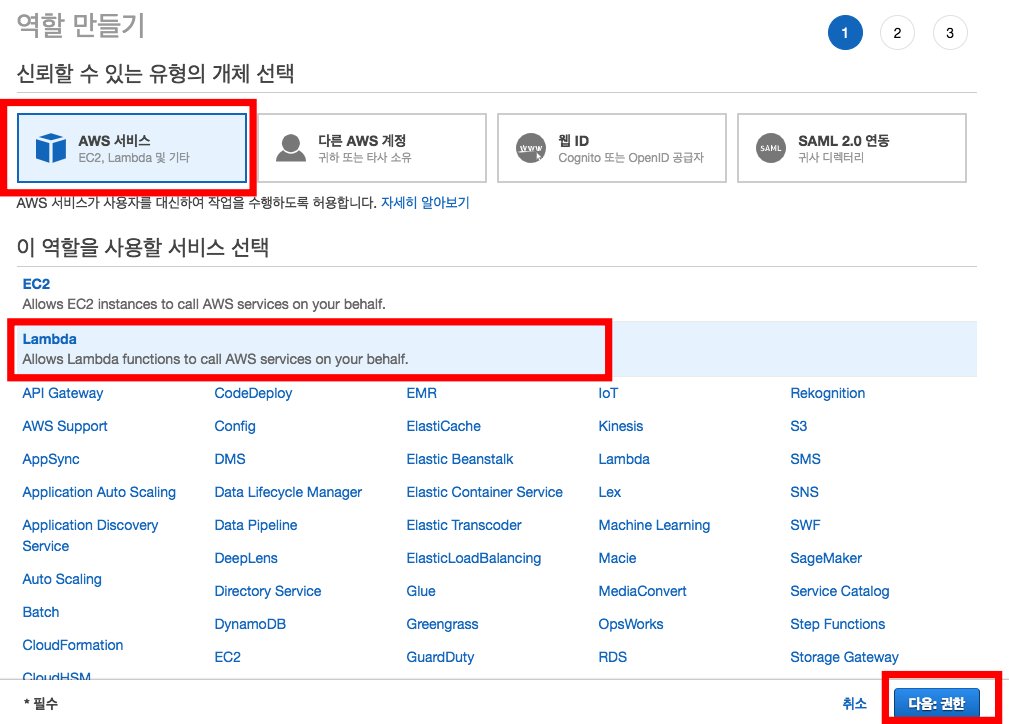 역할 만들기
1 2 3
신뢰할 수 있는 유형의 개체 선택
AWS 서비스
EC2, Lambda 및 기타
다른 AWS 계정
귀하 또는 타사 소유
www
웹 ID
Cognito 또는 OpenID 공급자
SAML
SAML 2.0 연동
귀사 디렉터리
AWS 서비스가 사용자를 대신하여 작업을 수행하도록 허용합니다. 자세히 알아보기
이 역할을 사용할 서비스 선택
EC2
Allows EC2 instances to call AWS services on your behalf.
Lambda
Allows Lambda functions to call AWS services on your behalf.
API Gateway
AWS Support
AppSync
Application Auto Scaling
Application Discovery
Service
Auto Scaling
Batch
CloudFormation
CloudHSM
CodeDeploy
Config
DMS
Data Lifecycle Manager
Data Pipeline
DeepLens
Directory Service
DynamoDB
EC2
EMR
ElastiCache
Elastic Beanstalk
Elastic Container Service
Elastic Transcoder
ElasticLoadBalancing
Glue
Greengrass
GuardDuty
IoT
Kinesis
Lambda
Lex
Machine Learning
Macie
MediaConvert
OpsWorks
RDS
Rekognition
S3
SMS
SNS
SWF
SageMaker
Service Catalog
Step Functions
Storage Gateway
* 필수
취소
다음: 권한